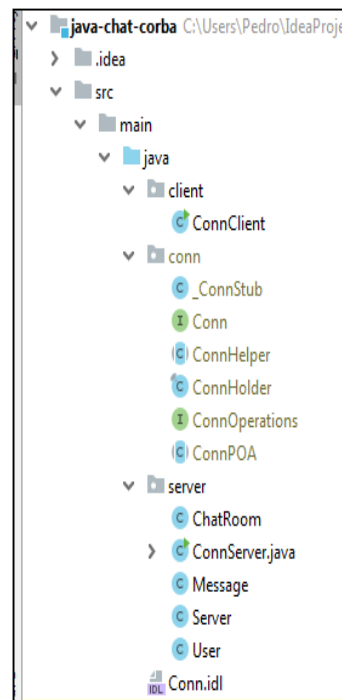 java-chat-corba C:\Users\Pedro\IdeaProje
.idea
src
main
java
client
ConnClient
conn
_ConnStub
Conn
ConnHelper
ConnHolder
ConnOperations
ConnPOA
server
ChatRoom
ConnServer.java
Message
Server
User
Conn.idl